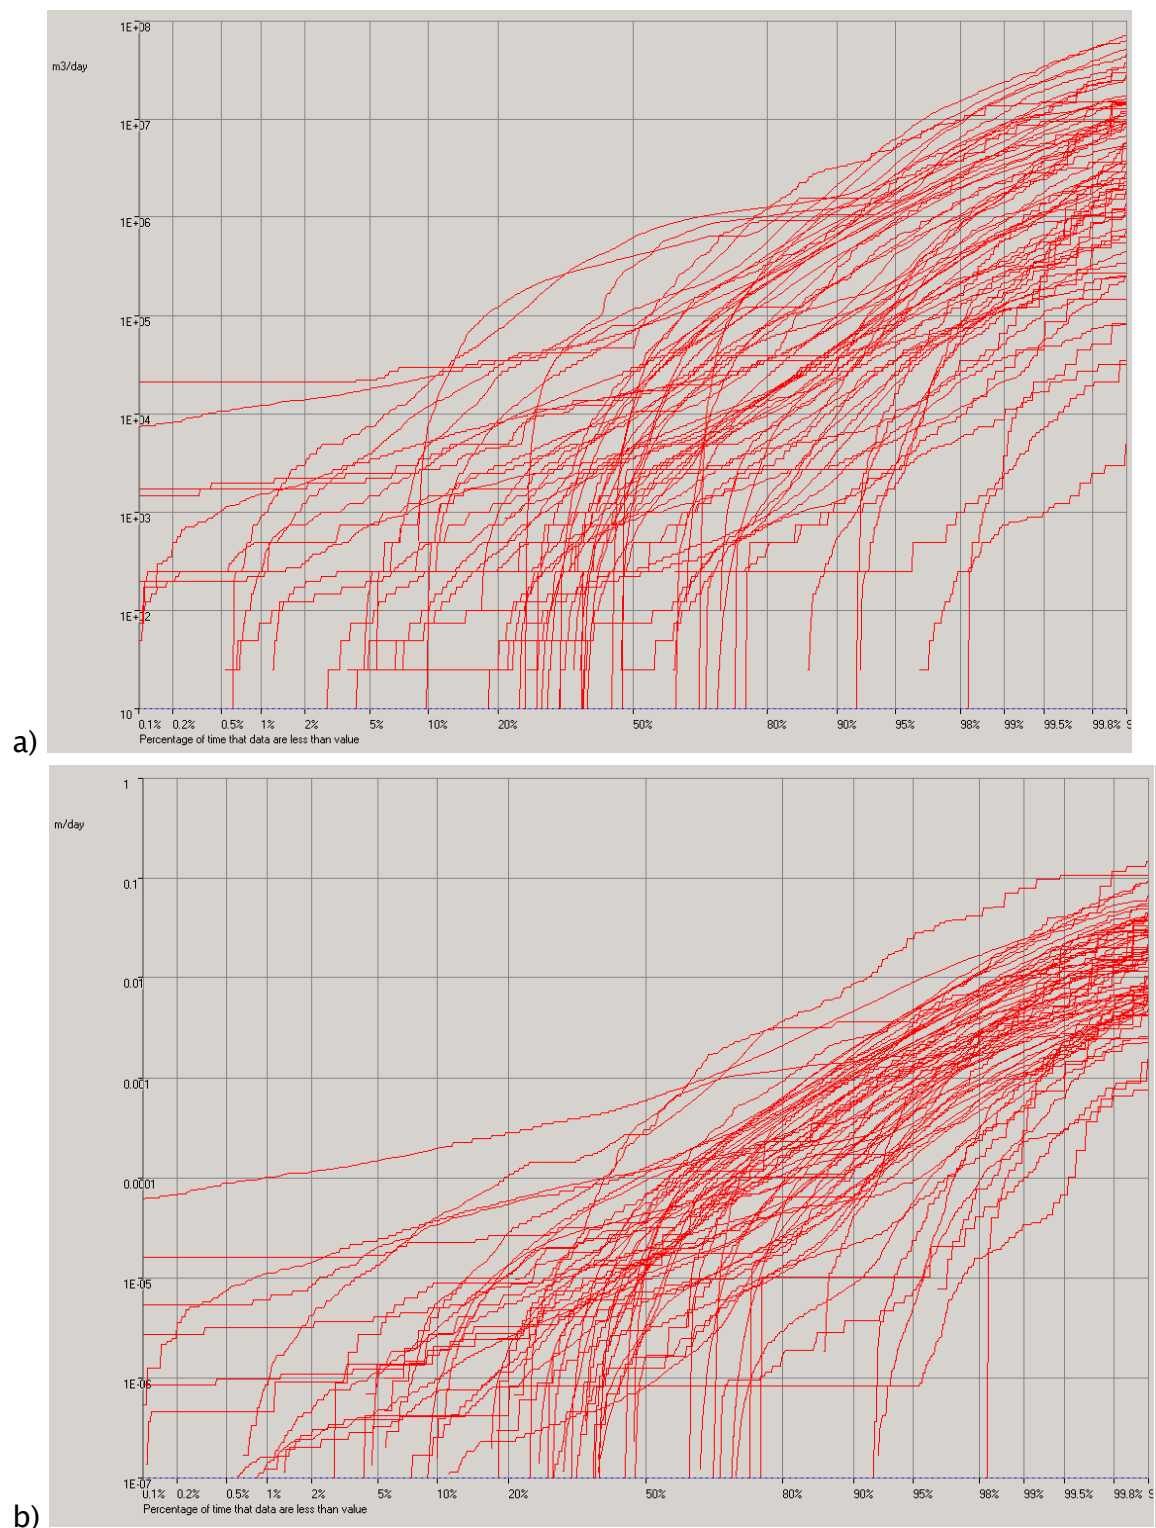 1E+08
m3/day
1E+07
1E+06
1E+05
1E+04
1E+03
1E+02
10
0.1% 0.2% 0.5% 1% 2% 5% 10% 20% 50% 80% 90% 95% 98% 99% 99.5% 99.8% 9
Percentage of time that data are less than value
a)
1
m/day
0.1
0.01
0.001
0.0001
1E-05
1E-06
1E-07
0.1% 0.2% 0.5% 1% 2% 5% 10% 20% 50% 80% 90% 95% 98% 99% 99.5% 99.8% 9
Percentage of time that data are less than value
b)